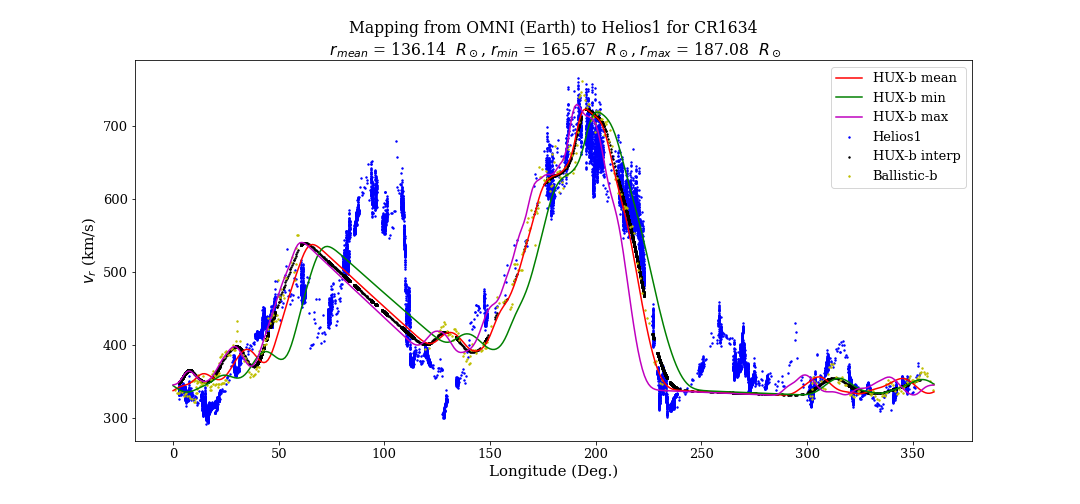 Mapping from OMNI (Earth) to Helios1 for CR1634
r_mean = 136.14 R_⊙, r_min = 165.67 R_⊙, r_max = 187.08 R_⊙
HUX-b mean
HUX-b min
HUX-b max
Helios1
HUX-b interp
Ballistic-b
v_r (km/s)
700
600
500
400
300
0 50 100 150 200 250 300 350
Longitude (Deg.)